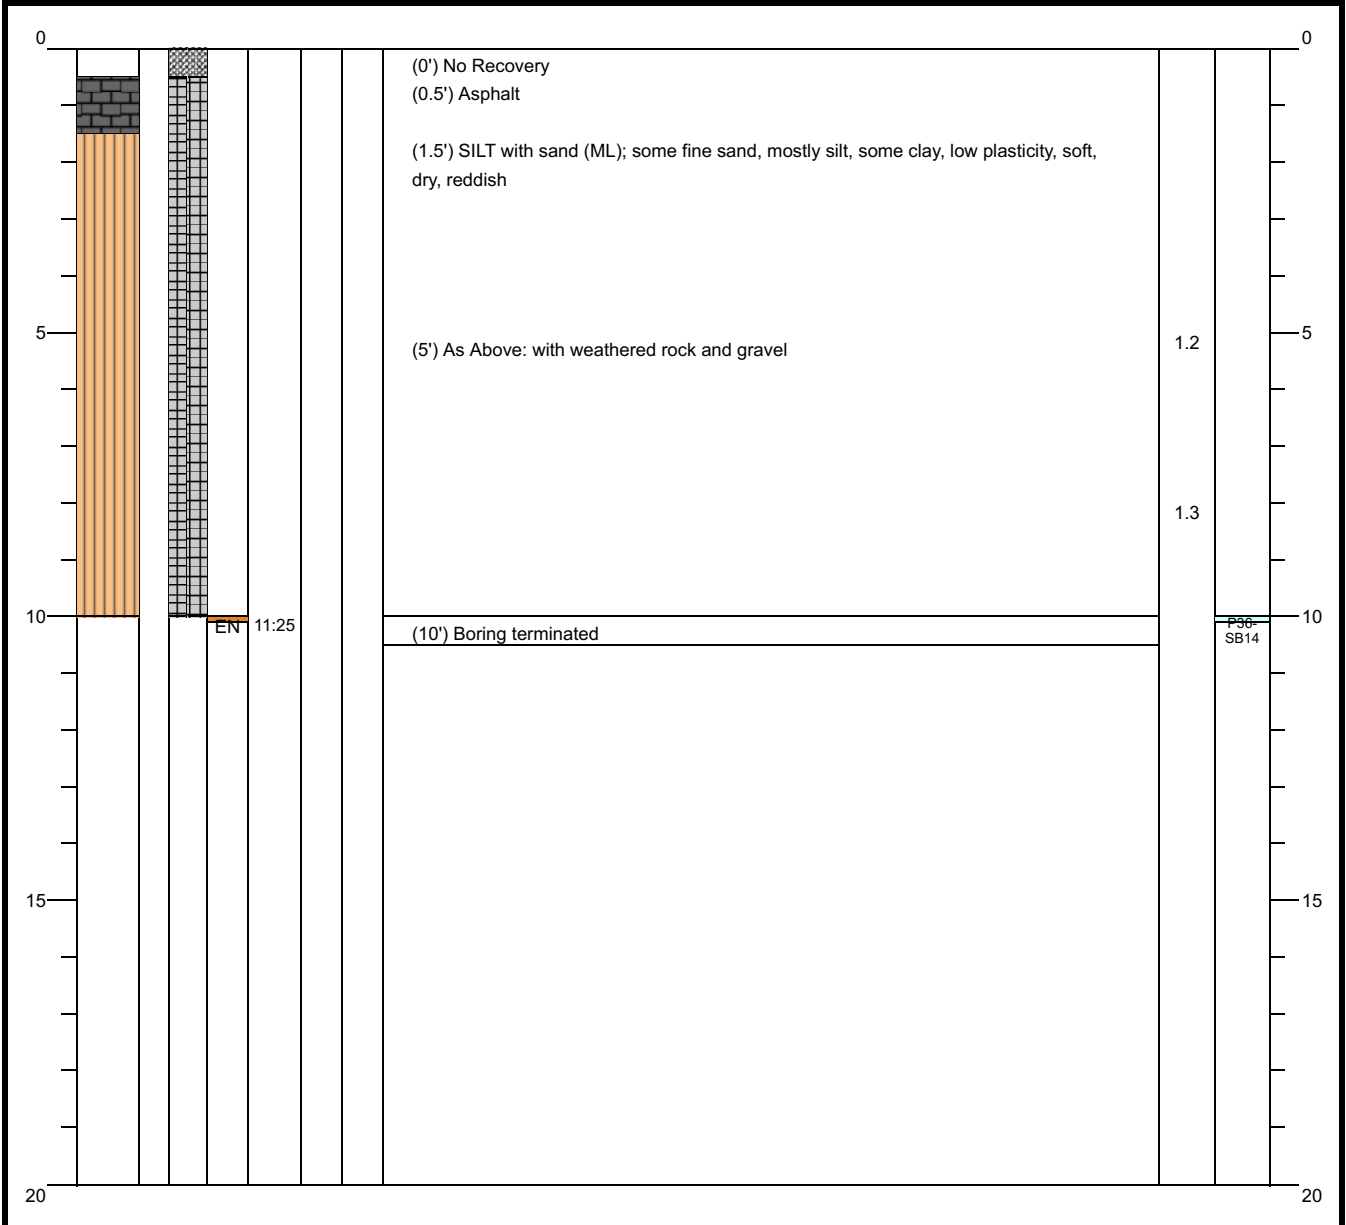 0
0
(0') No Recovery
(0.5') Asphalt
(1.5') SILT with sand (ML); some fine sand, mostly silt, some clay, low plasticity, soft,
dry, reddish
5
(5') As Above: with weathered rock and gravel
1.2
5
1.3
10
EN
11:25
(10') Boring terminated
10
P36-
SB14
15
15
20
20